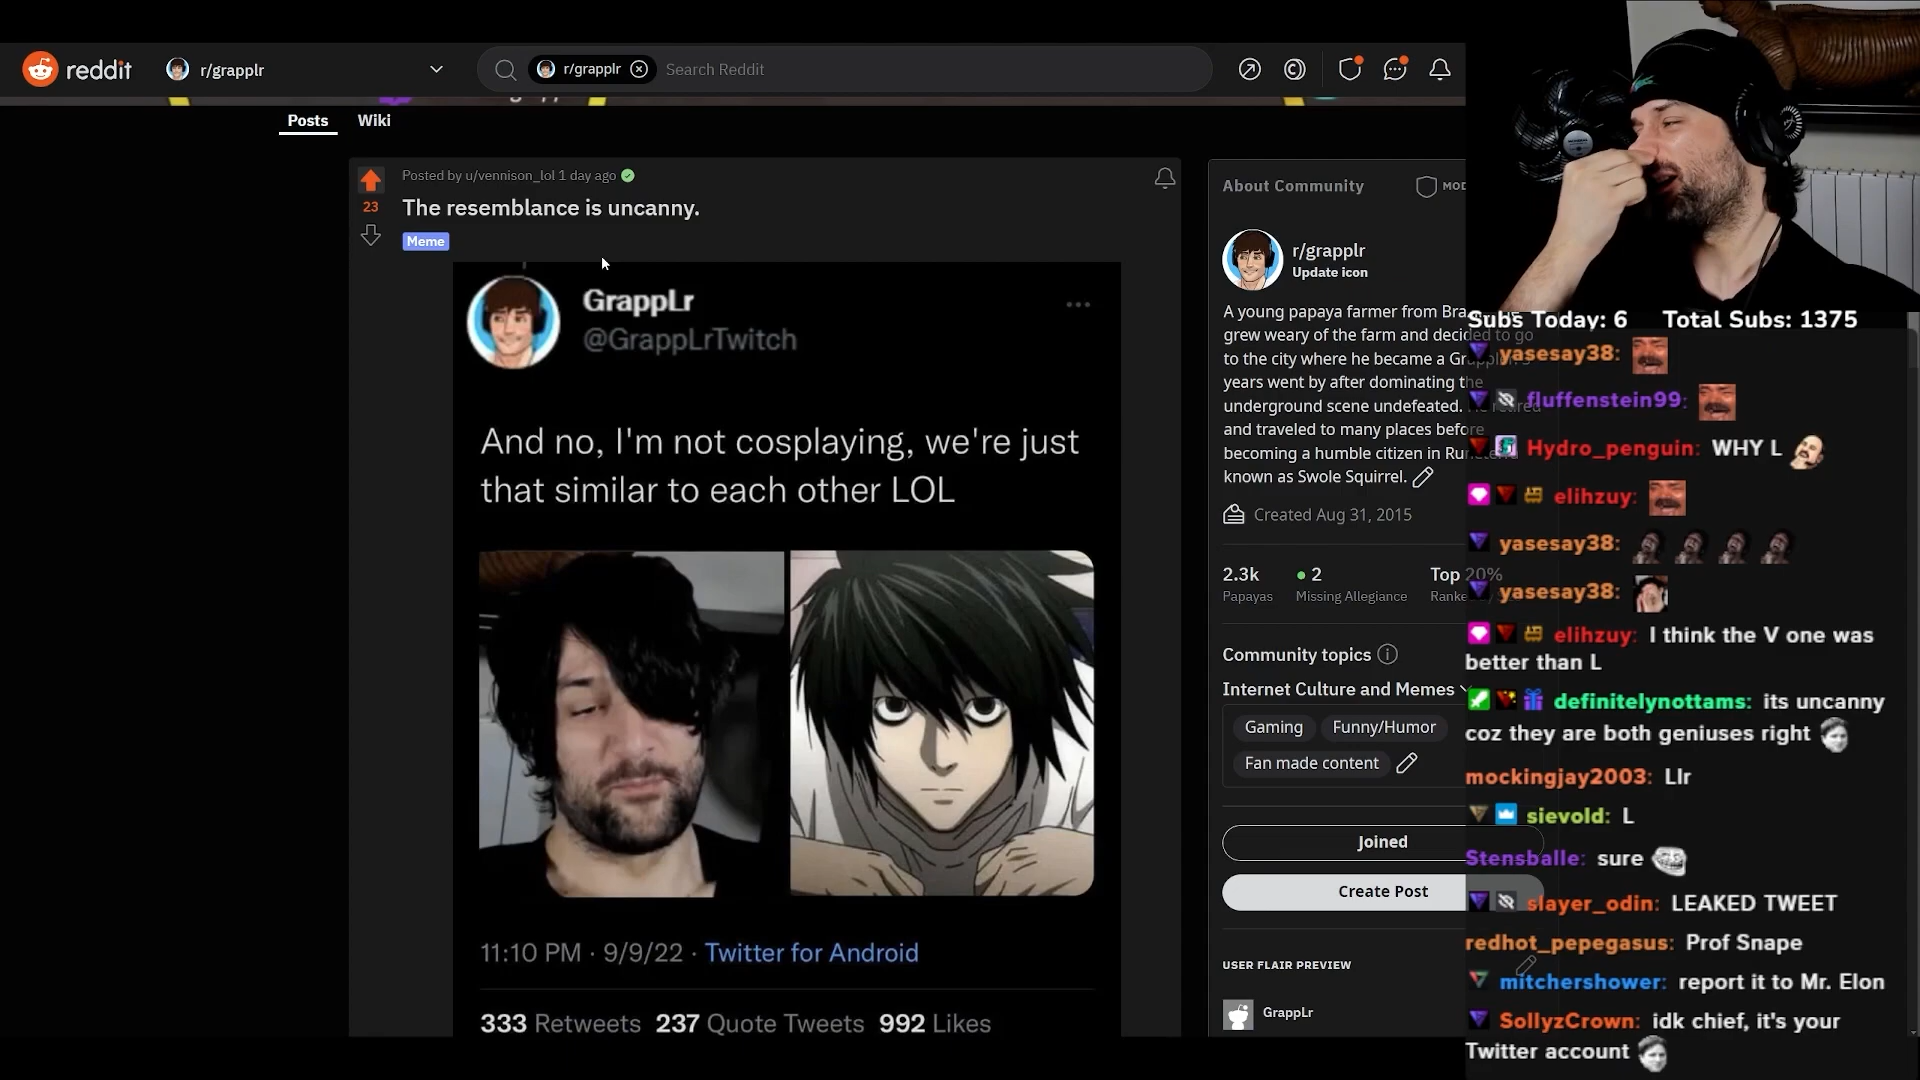 reddit
r/grapplr
r/grapplr
Search Reddit
Posts
Wiki
Posted by u/vennison_lol 1 day ago
23
The resemblance is uncanny.
Meme
GrappLr
@GrappLrTwitch
And no, I'm not cosplaying, we're just
that similar to each other LOL
11:10 PM · 9/9/22 · Twitter for Android
333 Retweets 237 Quote Tweets 992 Likes
About Community
MOD
r/grapplr
Update icon
A young papaya farmer from
grew weary of the farm and decided to go
to the city where he became a
years went by after dominating the
underground scene undefeated.
and traveled to many places before
becoming a humble citizen in
known as Swole Squirrel.
Created Aug 31, 2015
2.3k
Papayas
2
Missing Allegiance
Top 20%
Community topics
Internet Culture and Memes
Gaming
Funny/Humor
Fan made content
Joined
Create Post
USER FLAIR PREVIEW
GrappLr
Subs Today: 6 Total Subs: 1375
yasesay38:
fluffenstein99:
Hydro_penguin: WHY L
elihzuy:
yasesay38:
yasesay38:
elihzuy: I think the V one was
better than L
definitelynottams: its uncanny
coz they are both geniuses right
mockingjay2003: Llr
sievold: L
Stensballe: sure
slayer_odin: LEAKED TWEET
redhot_pepegasus: Prof Snape
mitchershower: report it to Mr. Elon
SollyzCrown: idk chief, it's your
Twitter account